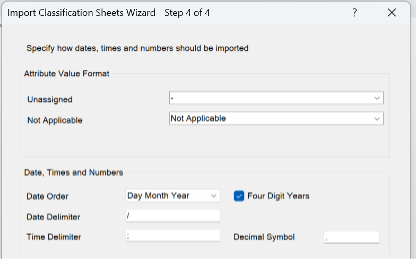 Import Classification Sheets Wizard - Step 4 of 4 ?
Specify how dates, times and numbers should be imported
Attribute Value Format
Unassigned -
Not Applicable Not Applicable
Date, Times and Numbers
Date Order Day Month Year Four Digit Years
Date Delimiter /
Time Delimiter : Decimal Symbol .